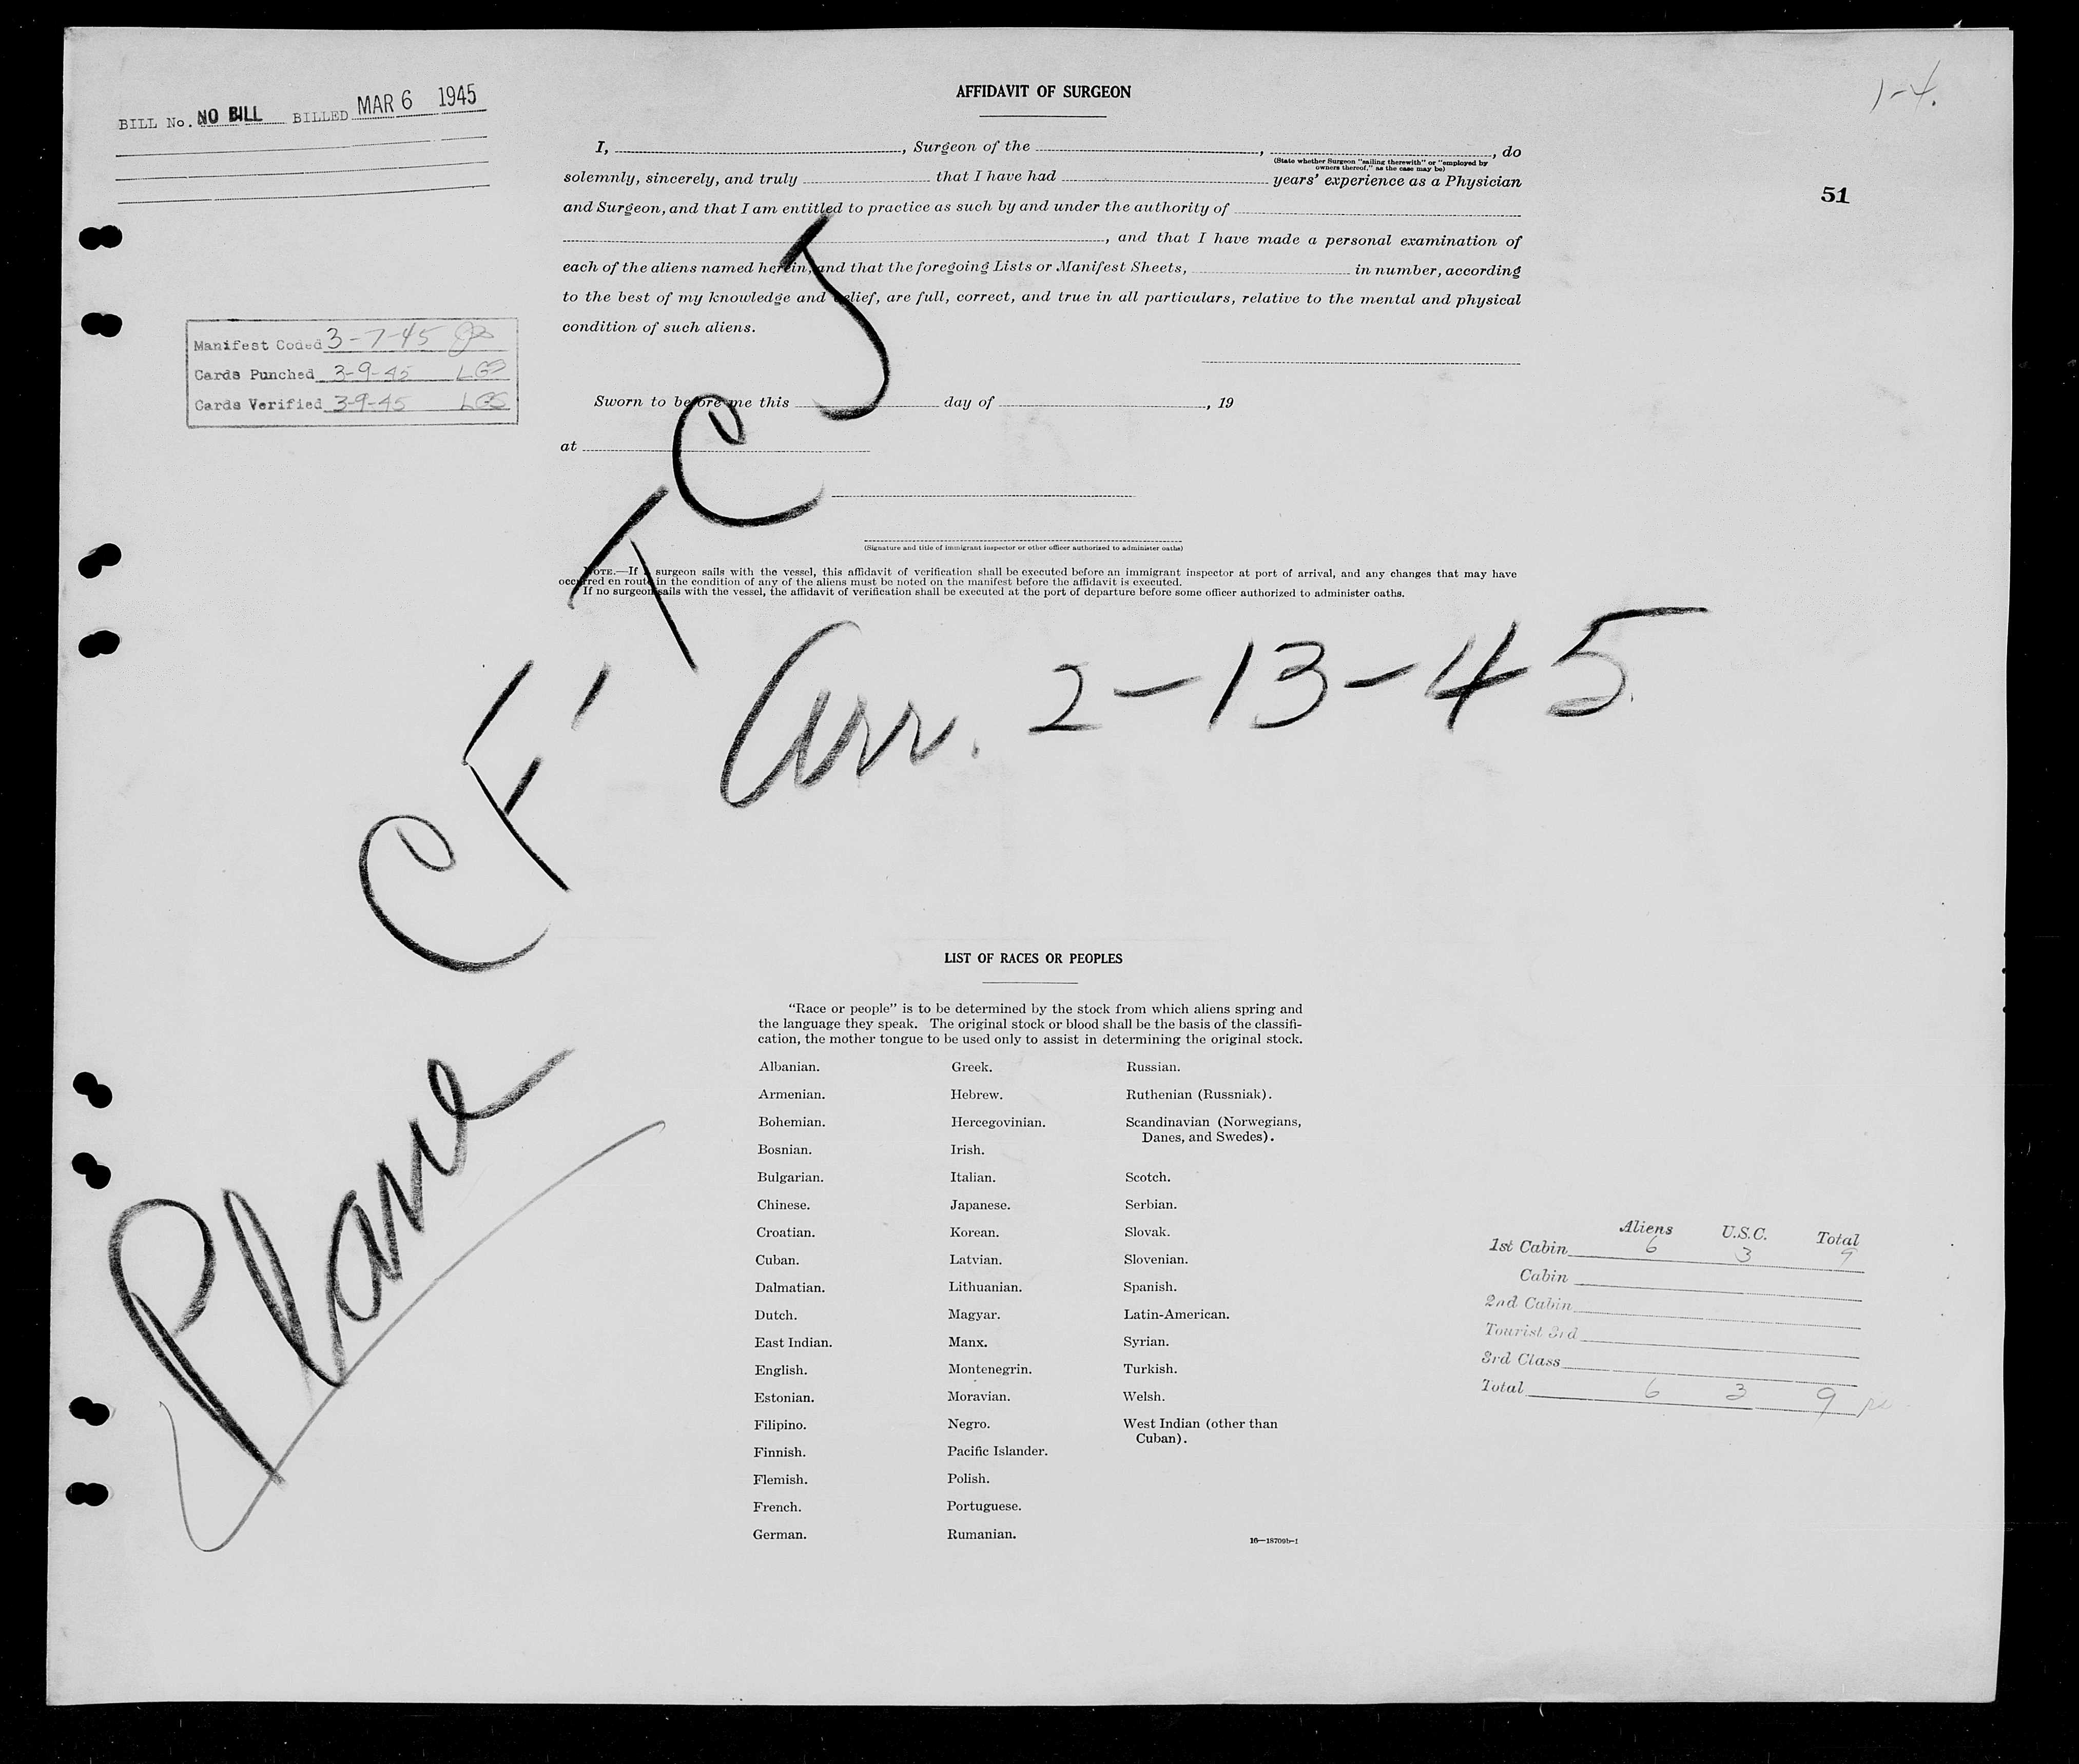 BILL No. NO BILL BILLED MAR 6 1945
1-4.
51
AFFIDAVIT OF SURGEON
I, , Surgeon of the , , do
(State whether Surgeon "sailing therewith" or "employed by
owners thereof," as the case may be)
solemnly, sincerely, and truly that I have had years' experience as a Physician
and Surgeon, and that I am entitled to practice as such by and under the authority of
, and that I have made a personal examination of
each of the aliens named herein, and that the foregoing Lists or Manifest Sheets, in number, according
to the best of my knowledge and belief, are full, correct, and true in all particulars, relative to the mental and physical
condition of such aliens.
Manifest Coded 3-7-45
Cards Punched 3-9-45 LGS
Cards Verified 3-9-45 LGS
Sworn to before me this day of , 19
at
(Signature and title of immigrant inspector or other officer authorized to administer oaths)
NOTE.—If a surgeon sails with the vessel, this affidavit of verification shall be executed before an immigrant inspector at port of arrival, and any changes that may have
occurred en route in the condition of any of the aliens must be noted on the manifest before the affidavit is executed.
If no surgeon sails with the vessel, the affidavit of verification shall be executed at the port of departure before some officer authorized to administer oaths.
Plane CF'TCJ
Arr. 2-13-45.
LIST OF RACES OR PEOPLES
"Race or people" is to be determined by the stock from which aliens spring and
the language they speak. The original stock or blood shall be the basis of the classifi-
cation, the mother tongue to be used only to assist in determining the original stock.
Albanian.
Armenian.
Bohemian.
Bosnian.
Bulgarian.
Chinese.
Croatian.
Cuban.
Dalmatian.
Dutch.
East Indian.
English.
Estonian.
Filipino.
Finnish.
Flemish.
French.
German.
Greek.
Hebrew.
Hercegovinian.
Irish.
Italian.
Japanese.
Korean.
Latvian.
Lithuanian.
Magyar.
Manx.
Montenegrin.
Moravian.
Negro.
Pacific Islander.
Polish.
Portuguese.
Rumanian.
Russian.
Ruthenian (Russniak).
Scandinavian (Norwegians,
Danes, and Swedes).
Scotch.
Serbian.
Slovak.
Slovenian.
Spanish.
Latin-American.
Syrian.
Turkish.
Welsh.
West Indian (other than
Cuban).
16—18709b-1
Aliens U.S.C. Total
1st Cabin 6 3 9
Cabin
2nd Cabin
Tourist 3rd
3rd Class
Total 6 3 9